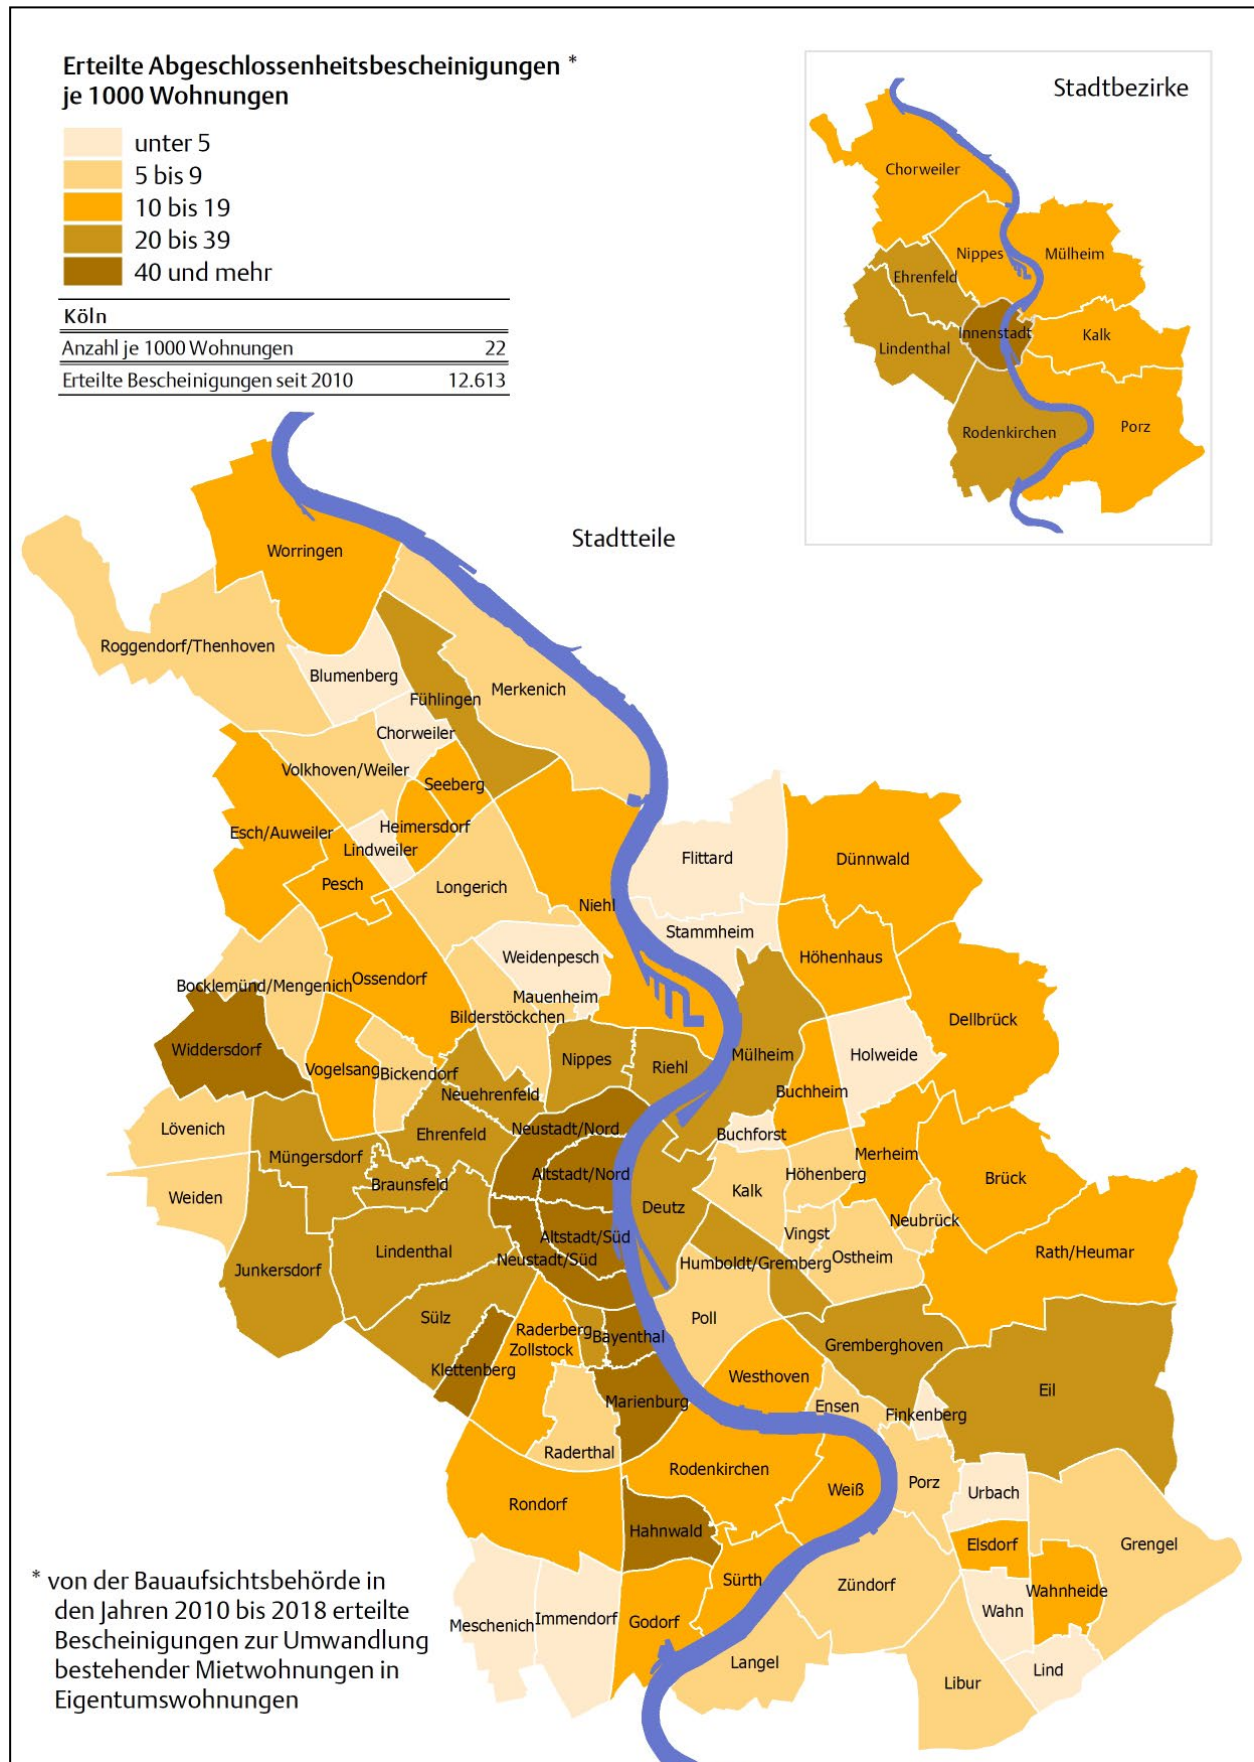 Erteilte Abgeschlossenheitsbescheinigungen *
je 1000 Wohnungen
unter 5
5 bis 9
10 bis 19
20 bis 39
40 und mehr
Köln
Anzahl je 1000 Wohnungen 22
Erteilte Bescheinigungen seit 2010 12.613
Stadtbezirke
Chorweiler
Nippes
Mülheim
Ehrenfeld
Innenstadt
Kalk
Lindenthal
Rodenkirchen
Porz
Stadtteile
Worringen
Roggendorf/Thenhoven
Blumenberg
Merkenich
Fühlingen
Chorweiler
Volkhoven/Weiler
Seeberg
Heimersdorf
Esch/Auweiler
Lindweiler
Flittard
Dünnwald
Pesch
Longerich
Niehl
Stammheim
Weidenpesch
Höhenhaus
Ossendorf
Bocklemünd/Mengenich
Mauenheim
Bilderstöckchen
Dellbrück
Widdersdorf
Nippes
Riehl
Mülheim
Holweide
Vogelsang
Bickendorf
Buchheim
Neuehrenfeld
Lövenich
Neustadt/Nord
Ehrenfeld
Buchforst
Müngersdorf
Merheim
Altstadt/Nord
Höhenberg
Brück
Braunsfeld
Kalk
Weiden
Deutz
Neubrück
Vingst
Altstadt/Süd
Lindenthal
Rath/Heumar
Neustadt/Süd
Humboldt/Gremberg
Ostheim
Junkersdorf
Sülz
Poll
Raderberg
Bayenthal
Zollstock
Gremberghoven
Klettenberg
Westhoven
Eil
Marienburg
Ensen
Finkenberg
Raderthal
Rodenkirchen
Porz
Weiß
Urbach
Rondorf
Hahnwald
Elsdorf
Grengel
Sürth
Zündorf
Wahnheide
Meschenich
Immendorf
Godorf
Wahn
Langel
Lind
Libur
* von der Bauaufsichtsbehörde in
den Jahren 2010 bis 2018 erteilte
Bescheinigungen zur Umwandlung
bestehender Mietwohnungen in
Eigentumswohnungen